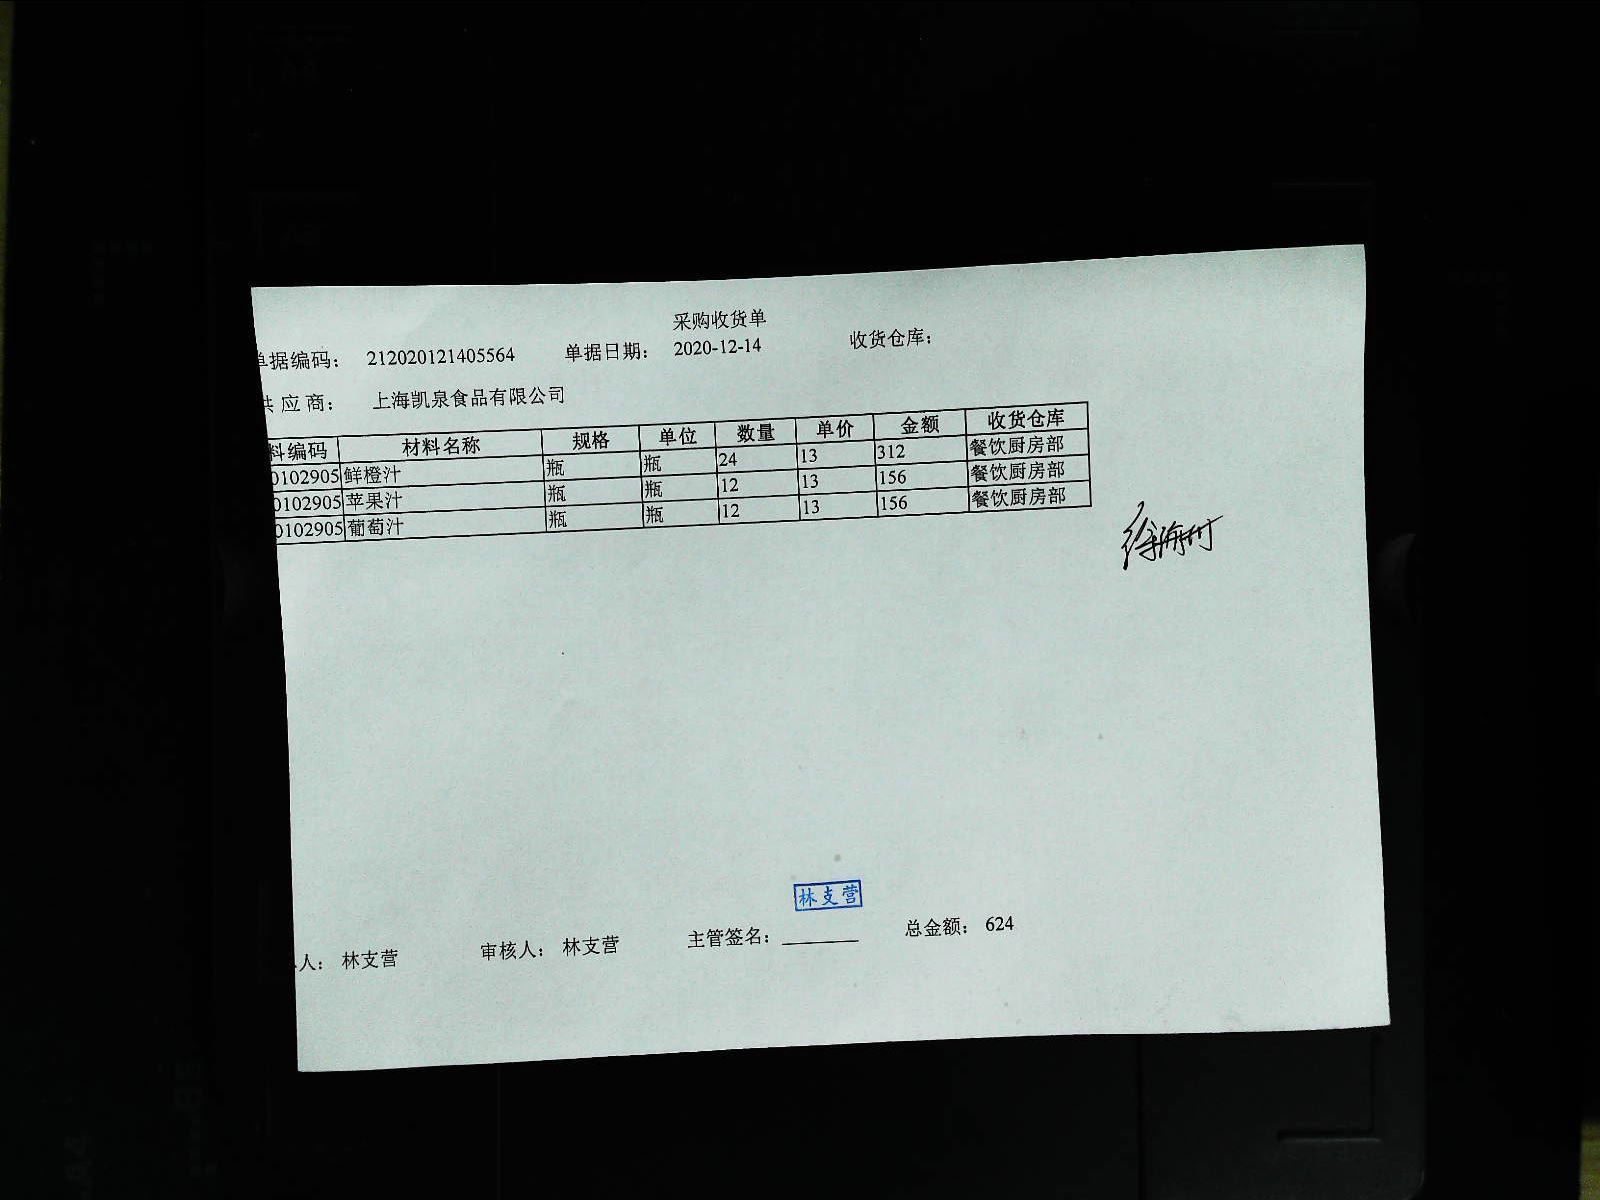 采购收货单
单据编码: 212020121405564 单据日期: 2020-12-14 收货仓库:
供应商: 上海凯泉食品有限公司
料编码 材料名称 规格 单位 数量 单价 金额 收货仓库
0102905 鲜橙汁 瓶 瓶 24 13 312 餐饮厨房部
0102905 苹果汁 瓶 瓶 12 13 156 餐饮厨房部
0102905 葡萄汁 瓶 瓶 12 13 156 餐饮厨房部
林支营
人: 林支营 审核人: 林支营 主管签名: 总金额: 624